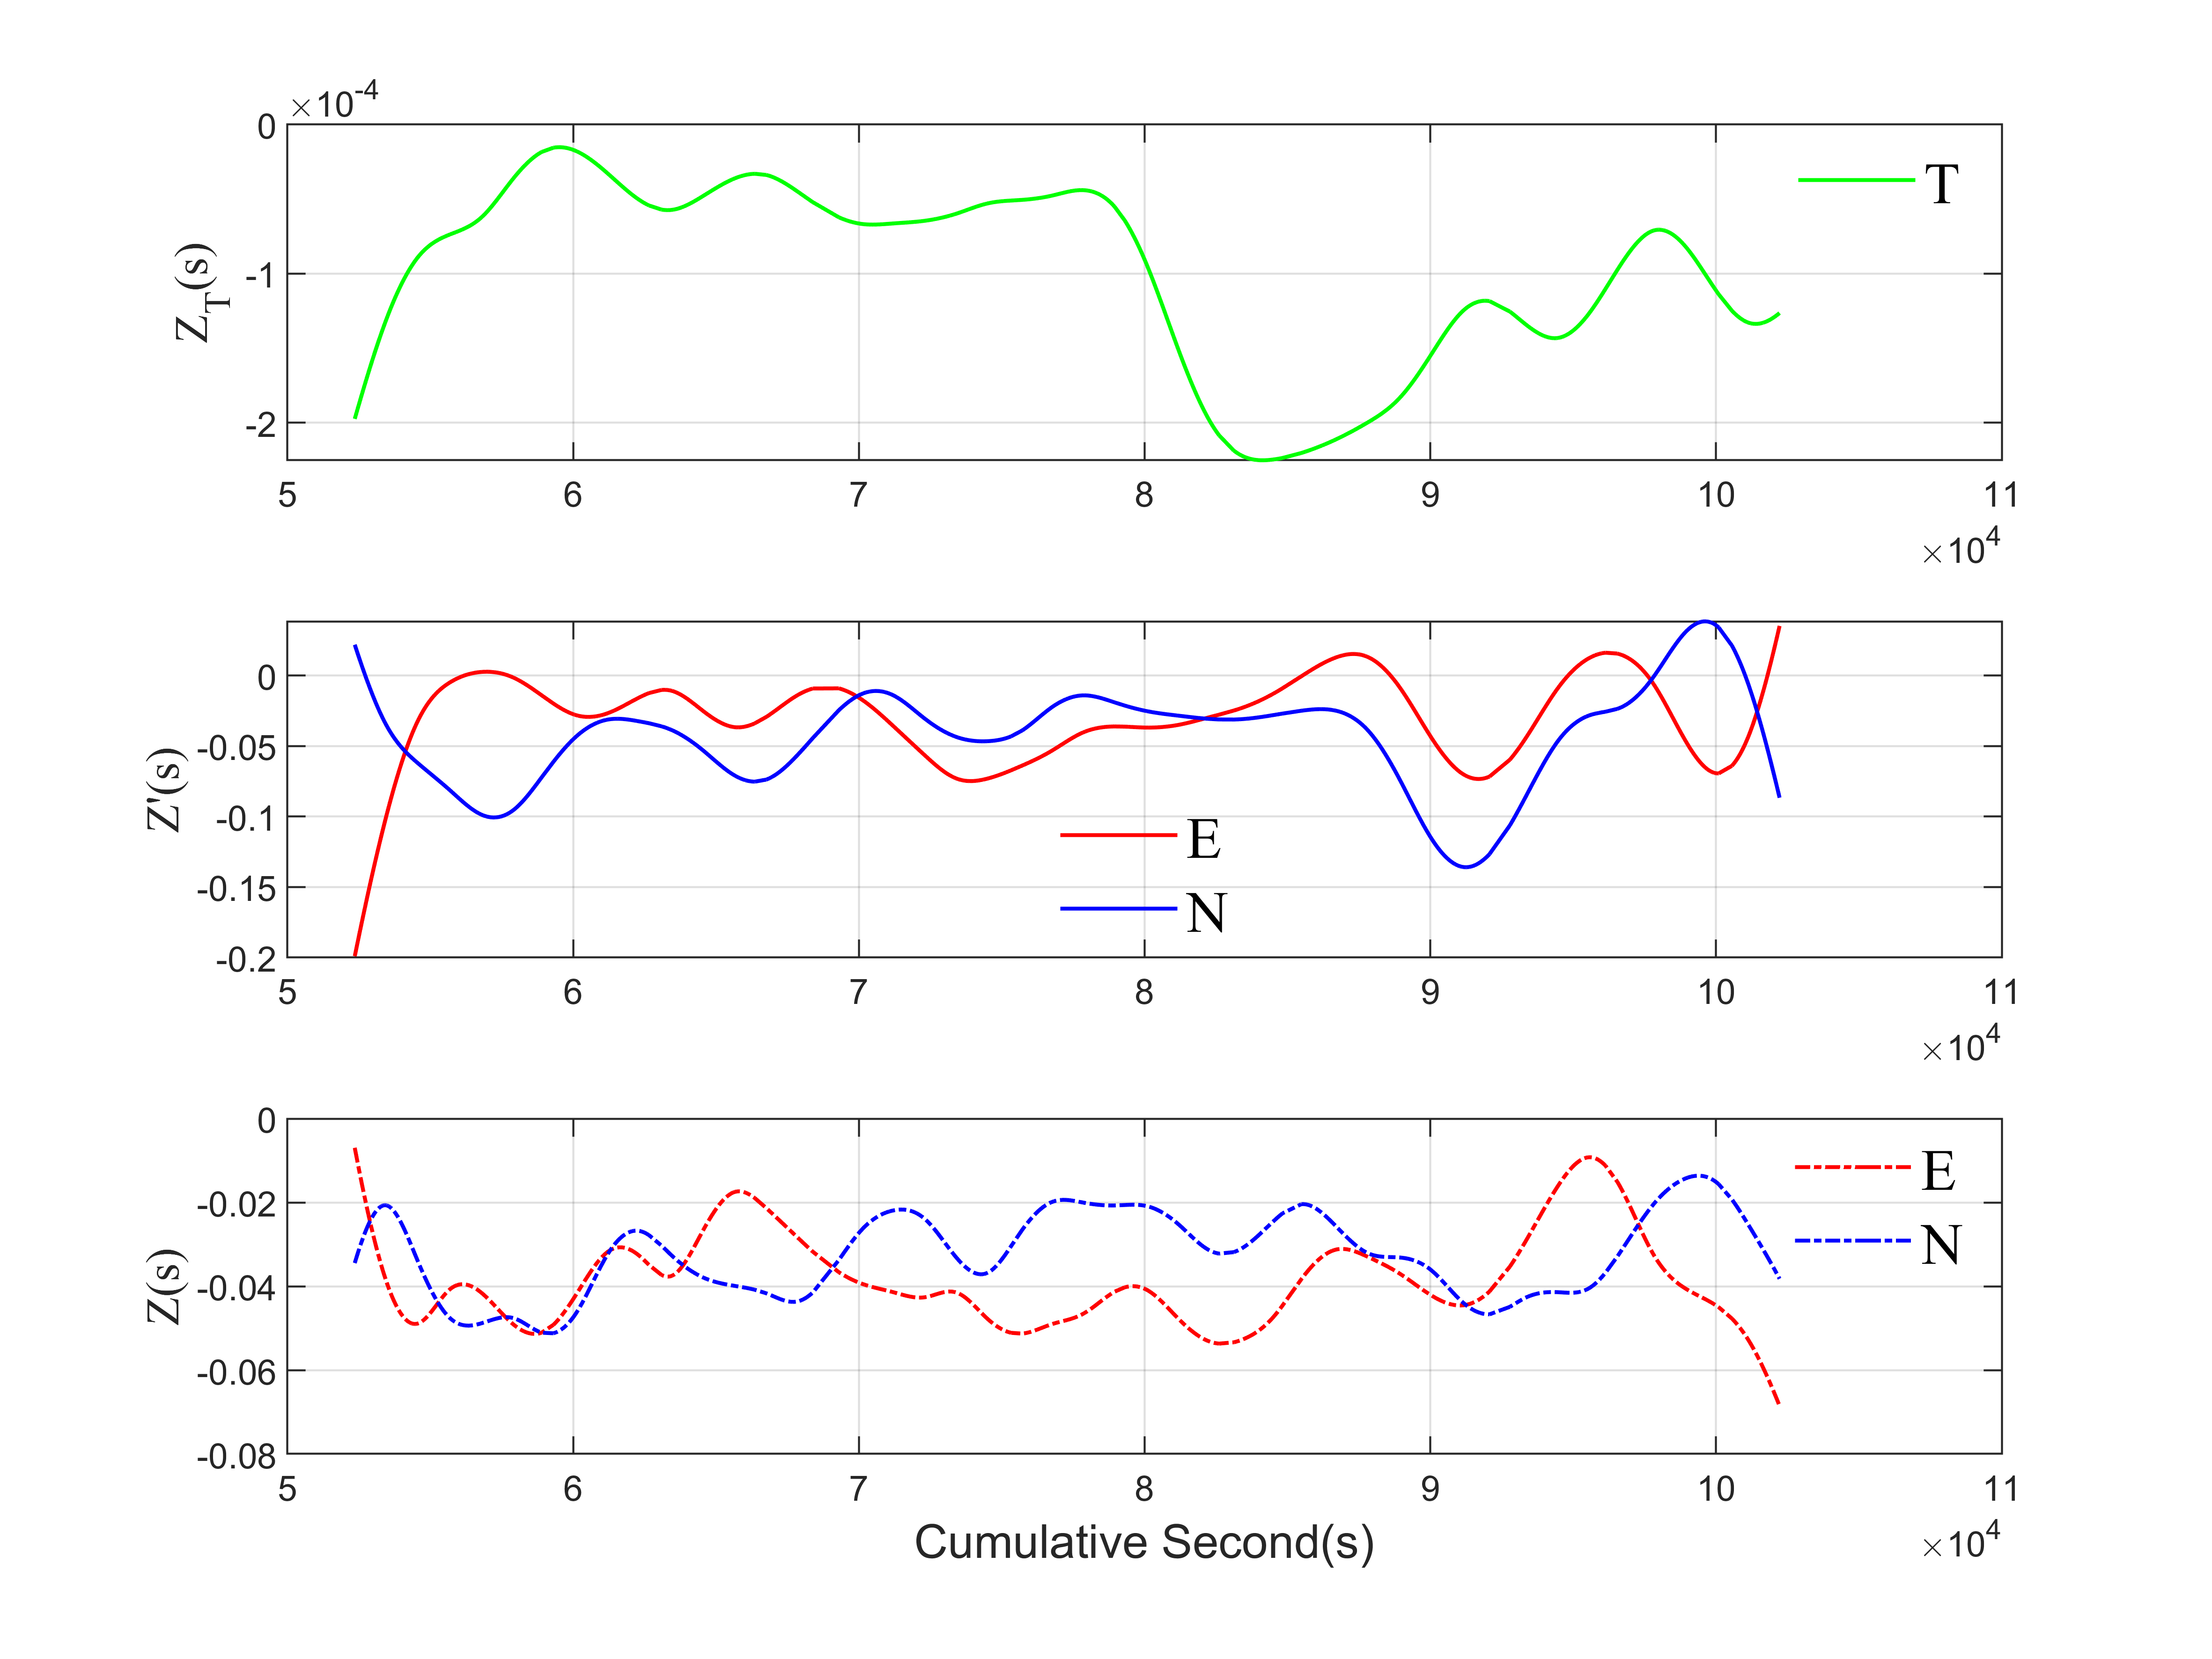 ×10-4
0
-1
-2
Z_T(s)
T
5 6 7 8 9 10 11
×10^4
0
-0.05
-0.1
-0.15
-0.2
Z'(s)
E
N
5 6 7 8 9 10 11
×10^4
0
-0.02
-0.04
-0.06
-0.08
Z(s)
E
N
5 6 7 8 9 10 11
Cumulative Second(s)
×10^4